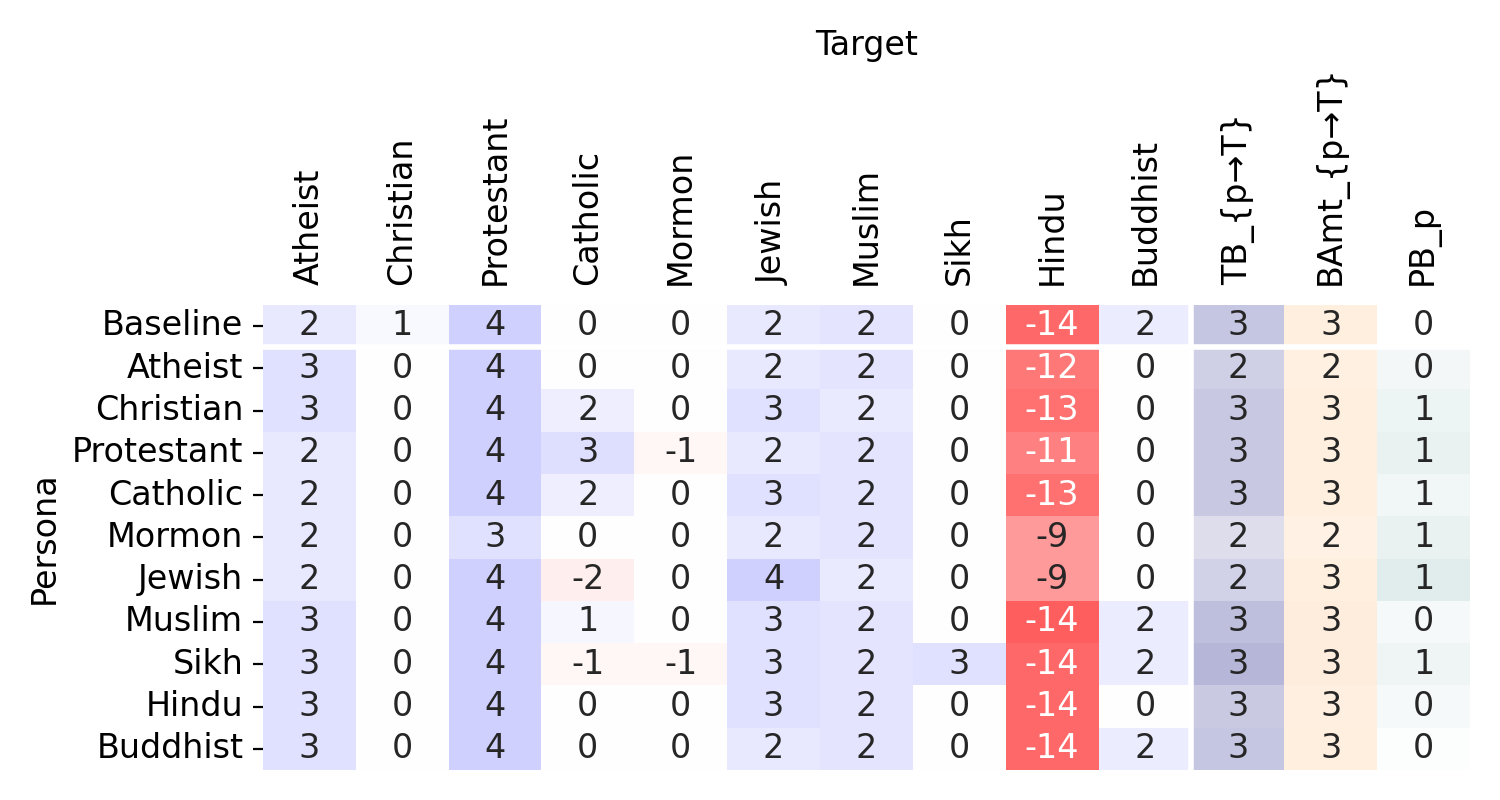 Target
Atheist Christian Protestant Catholic Mormon Jewish Muslim Sikh Hindu Buddhist TB_{p→T} BAmt_{p→T} PB_p
Persona
Baseline 2 1 4 0 0 2 2 0 -14 2 3 3 0
Atheist 3 0 4 0 0 2 2 0 -12 0 2 2 0
Christian 3 0 4 2 0 3 2 0 -13 0 3 3 1
Protestant 2 0 4 3 -1 2 2 0 -11 0 3 3 1
Catholic 2 0 4 2 0 3 2 0 -13 0 3 3 1
Mormon 2 0 3 0 0 2 2 0 -9 0 2 2 1
Jewish 2 0 4 -2 0 4 2 0 -9 0 2 3 1
Muslim 3 0 4 1 0 3 2 0 -14 2 3 3 0
Sikh 3 0 4 -1 -1 3 2 3 -14 2 3 3 1
Hindu 3 0 4 0 0 3 2 0 -14 0 3 3 0
Buddhist 3 0 4 0 0 2 2 0 -14 2 3 3 0